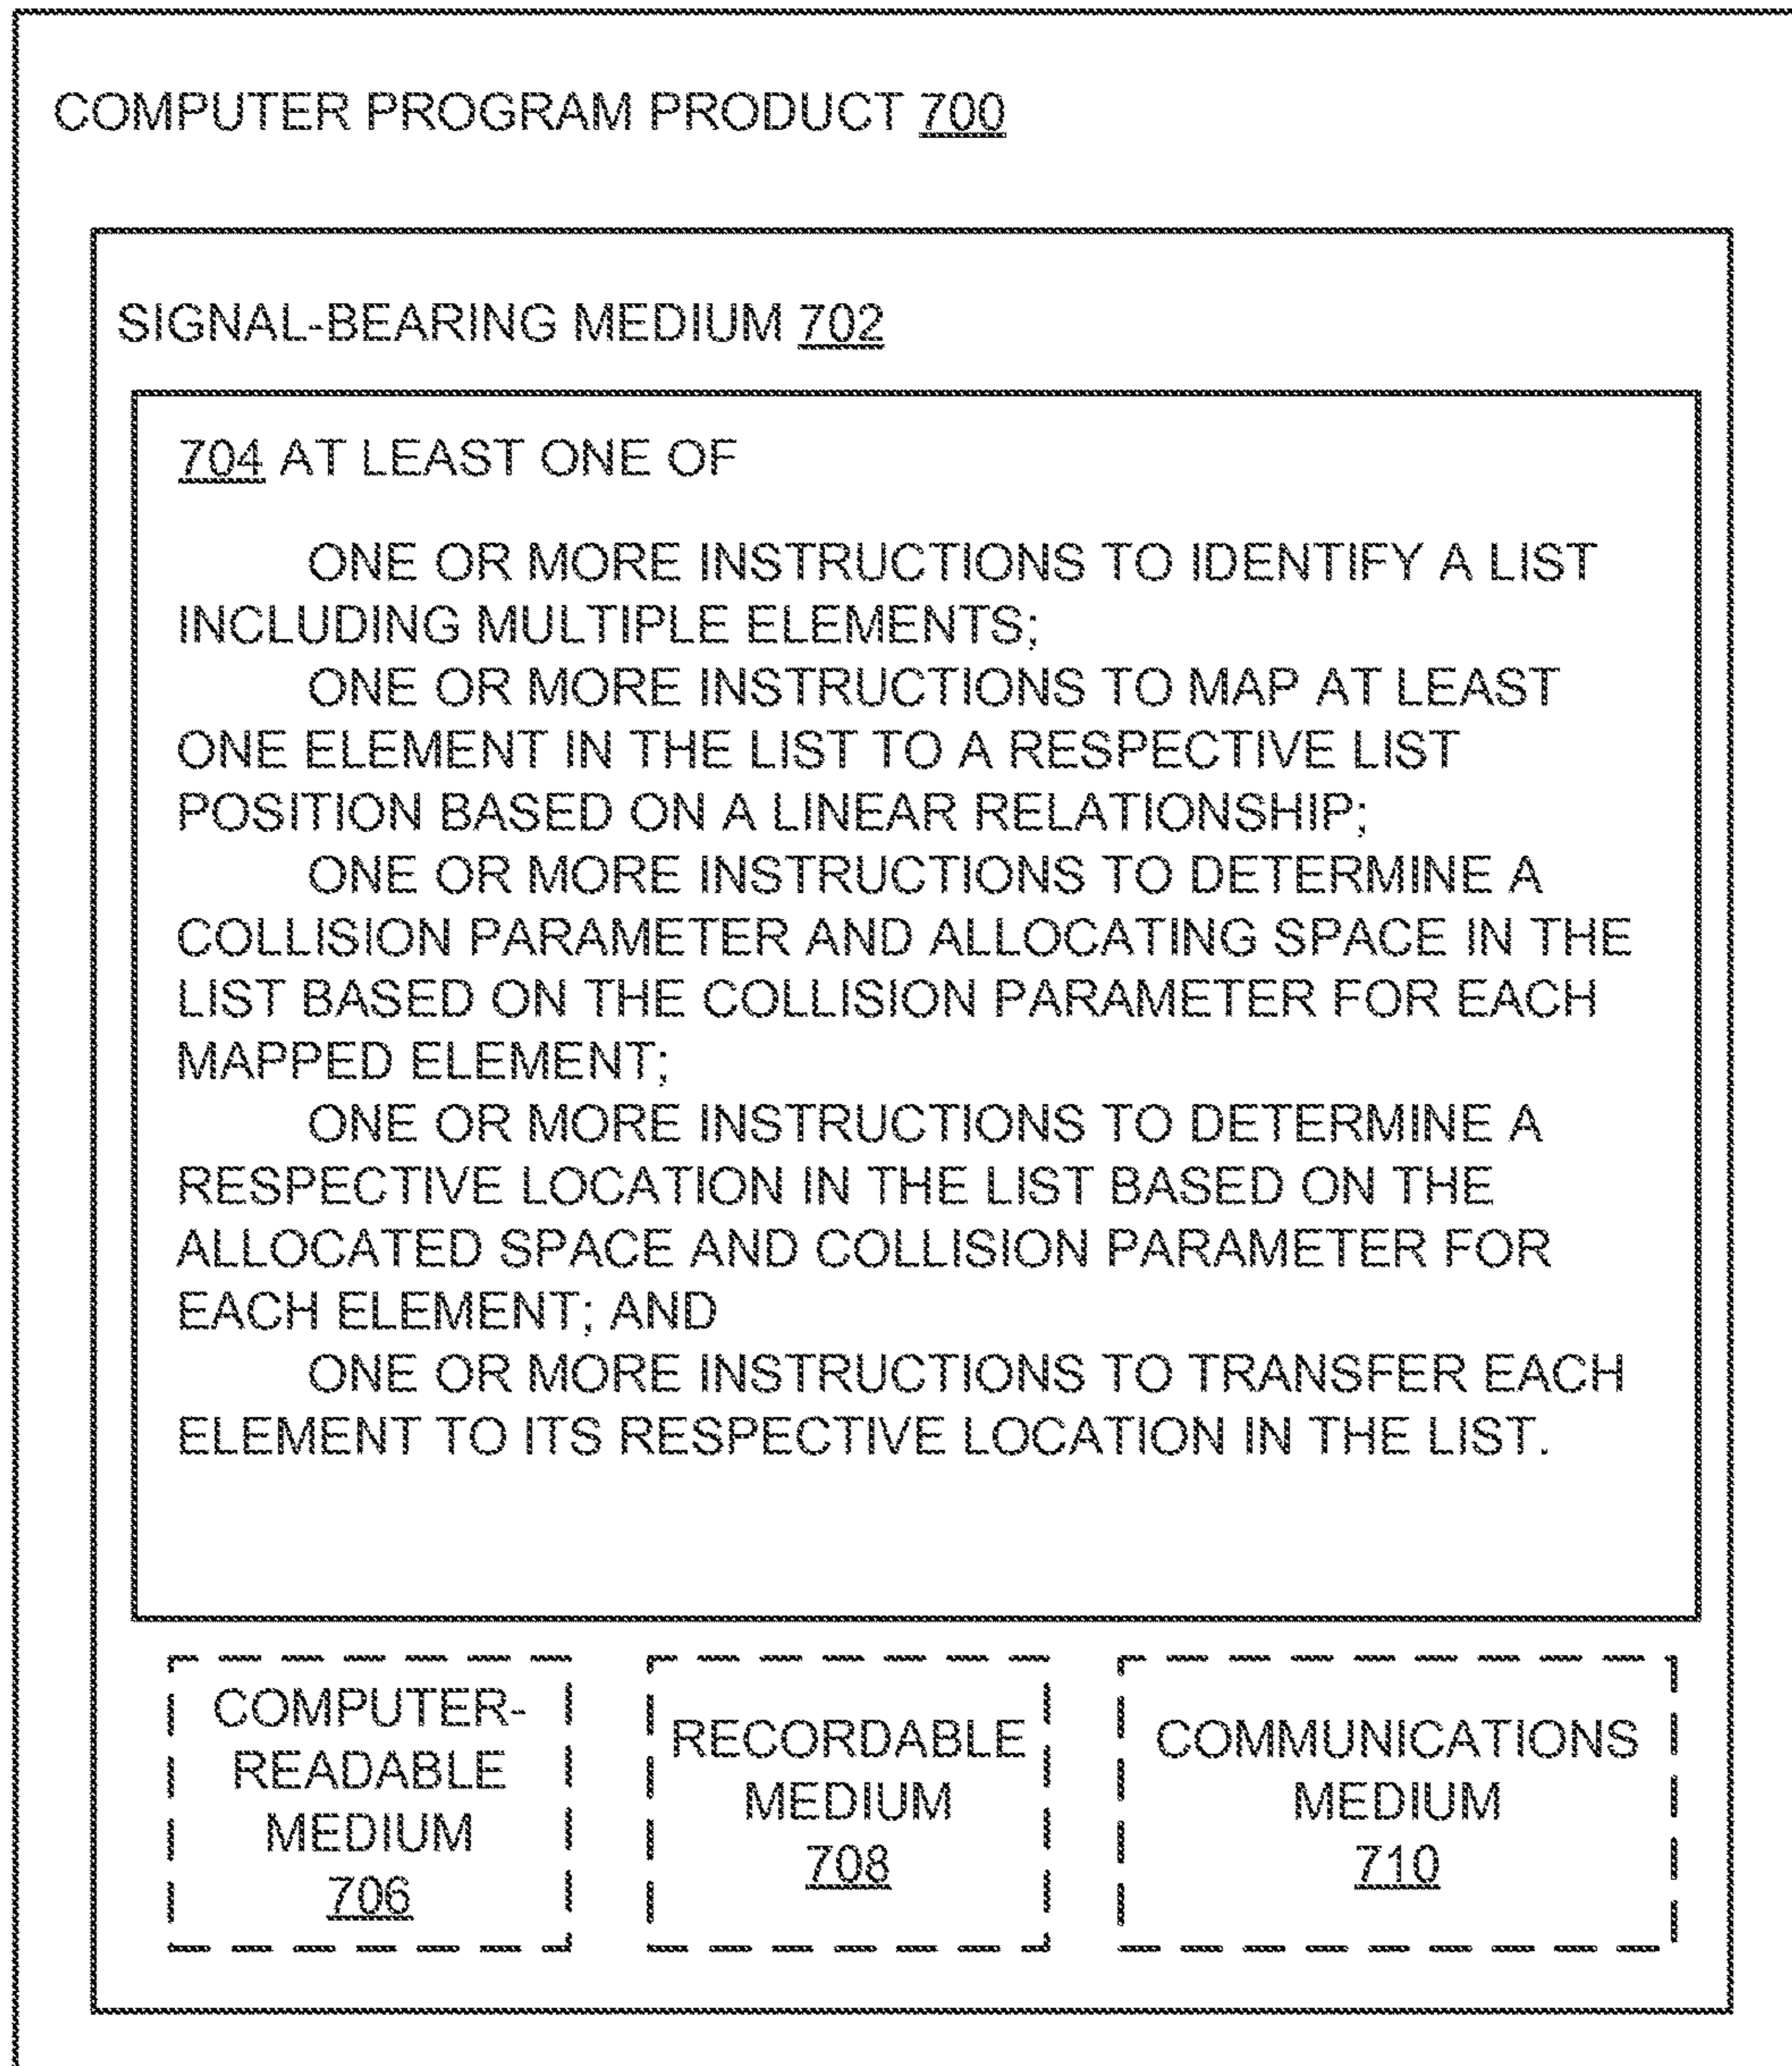 COMPUTER PROGRAM PRODUCT 700
SIGNAL-BEARING MEDIUM 702
704 AT LEAST ONE OF
ONE OR MORE INSTRUCTIONS TO IDENTIFY A LIST
INCLUDING MULTIPLE ELEMENTS;
ONE OR MORE INSTRUCTIONS TO MAP AT LEAST
ONE ELEMENT IN THE LIST TO A RESPECTIVE LIST
POSITION BASED ON A LINEAR RELATIONSHIP;
ONE OR MORE INSTRUCTIONS TO DETERMINE A
COLLISION PARAMETER AND ALLOCATING SPACE IN THE
LIST BASED ON THE COLLISION PARAMETER FOR EACH
MAPPED ELEMENT;
ONE OR MORE INSTRUCTIONS TO DETERMINE A
RESPECTIVE LOCATION IN THE LIST BASED ON THE
ALLOCATED SPACE AND COLLISION PARAMETER FOR
EACH ELEMENT; AND
ONE OR MORE INSTRUCTIONS TO TRANSFER EACH
ELEMENT TO ITS RESPECTIVE LOCATION IN THE LIST.
COMPUTER-
READABLE
MEDIUM
706
RECORDABLE
MEDIUM
708
COMMUNICATIONS
MEDIUM
710